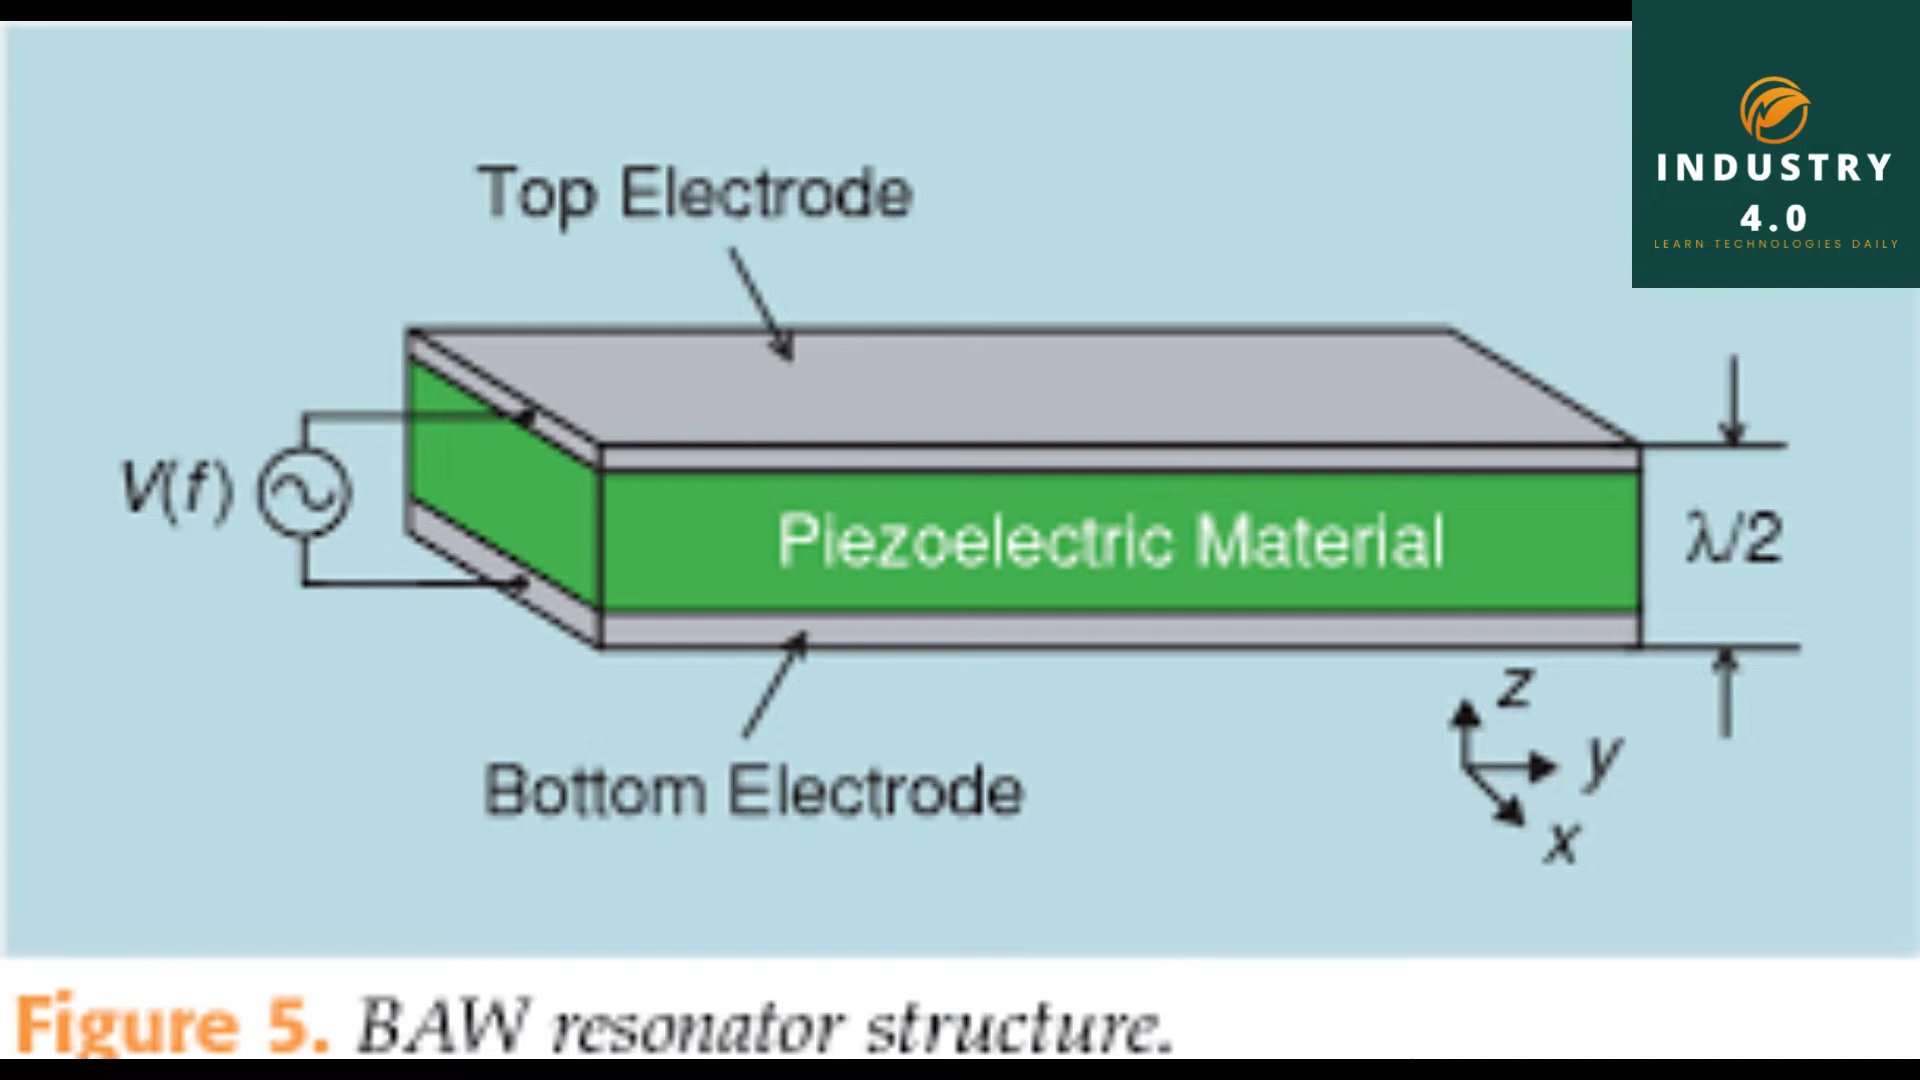 INDUSTRY
4.0
LEARN TECHNOLOGIES DAILY
Top Electrode
V(f)
Piezoelectric Material
λ/2
Bottom Electrode
z
y
x
Figure 5. BAW resonator structure.